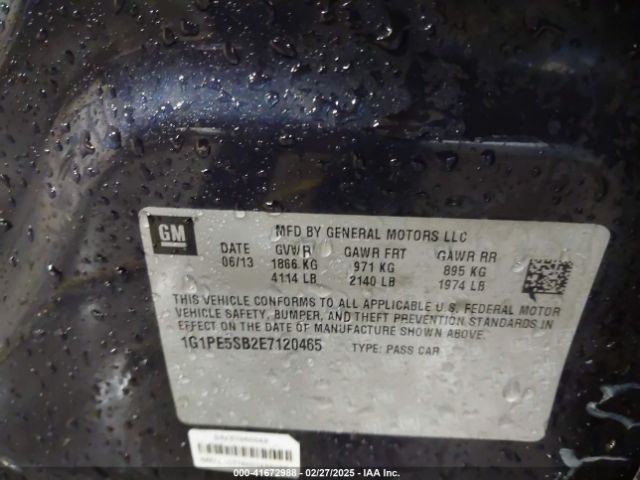 GM
MFD BY GENERAL MOTORS LLC
DATE GVWR GAWR FRT GAWR RR
06/13 1866 KG 971 KG 895 KG
4114 LB 2140 LB 1974 LB
THIS VEHICLE CONFORMS TO ALL APPLICABLE U.S. FEDERAL MOTOR
VEHICLE SAFETY, BUMPER, AND THEFT PREVENTION STANDARDS IN
EFFECT ON THE DATE OF MANUFACTURE SHOWN ABOVE.
1G1PE5SB2E7120465 TYPE: PASS CAR
000-41672988 - 02/27/2025 - IAA Inc.